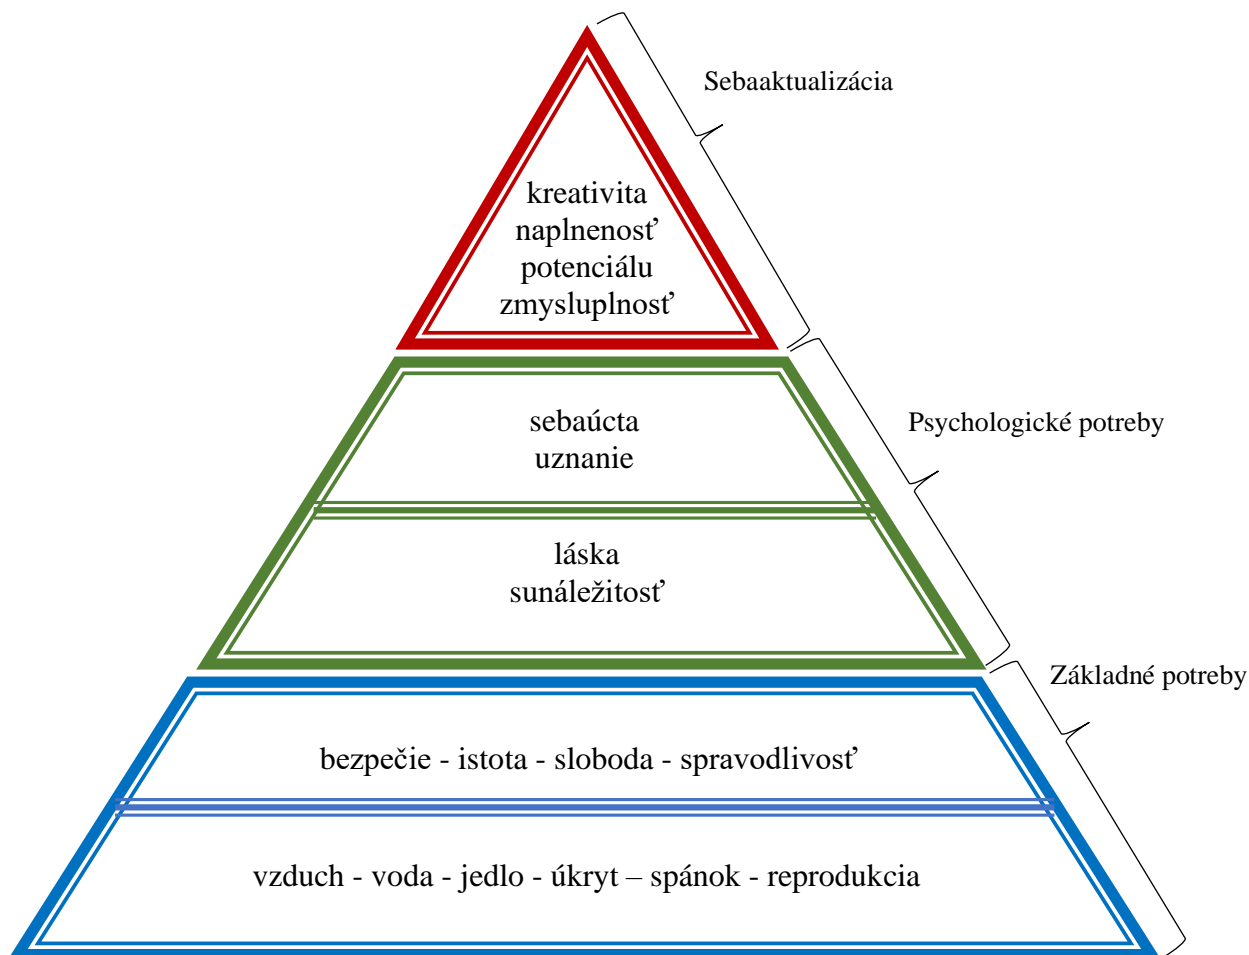 Sebaaktualizácia
kreativita
naplnenosť
potenciálu
zmysluplnosť
Psychologické potreby
sebaúcta
uznanie
láska
sunáležitosť
Základné potreby
bezpečie - istota - sloboda - spravodlivosť
vzduch - voda - jedlo - úkryt – spánok - reprodukcia